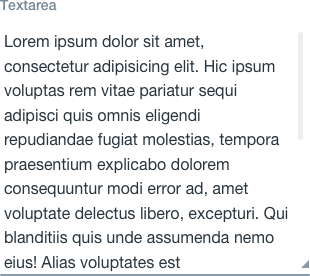 Textarea
Lorem ipsum dolor sit amet,
consectetur adipisicing elit. Hic ipsum
voluptas rem vitae pariatur sequi
adipisci quis omnis eligendi
repudiandae fugiat molestias, tempora
praesentium explicabo dolorem
consequuntur modi error ad, amet
voluptate delectus libero, excepturi. Qui
blanditiis quis unde assumenda nemo
eius! Alias voluptates est